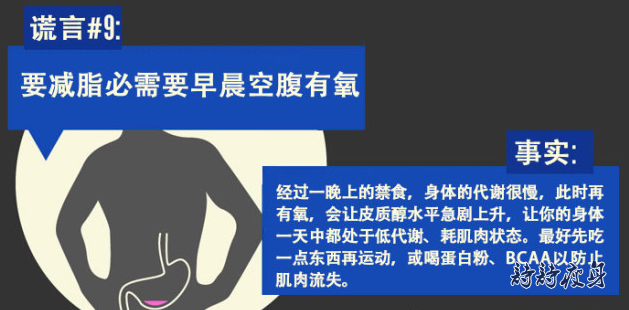 谎言#9:
要减脂必需要早晨空腹有氧
事实:
经过一晚上的禁食，身体的代谢很慢，此时再
有氧，会让皮质醇水平急剧上升，让你的身体
一天中都处于低代谢、耗肌肉状态。最好先吃
一点东西再运动，或喝蛋白粉、BCAA以防止
肌肉流失。
好好瘦身